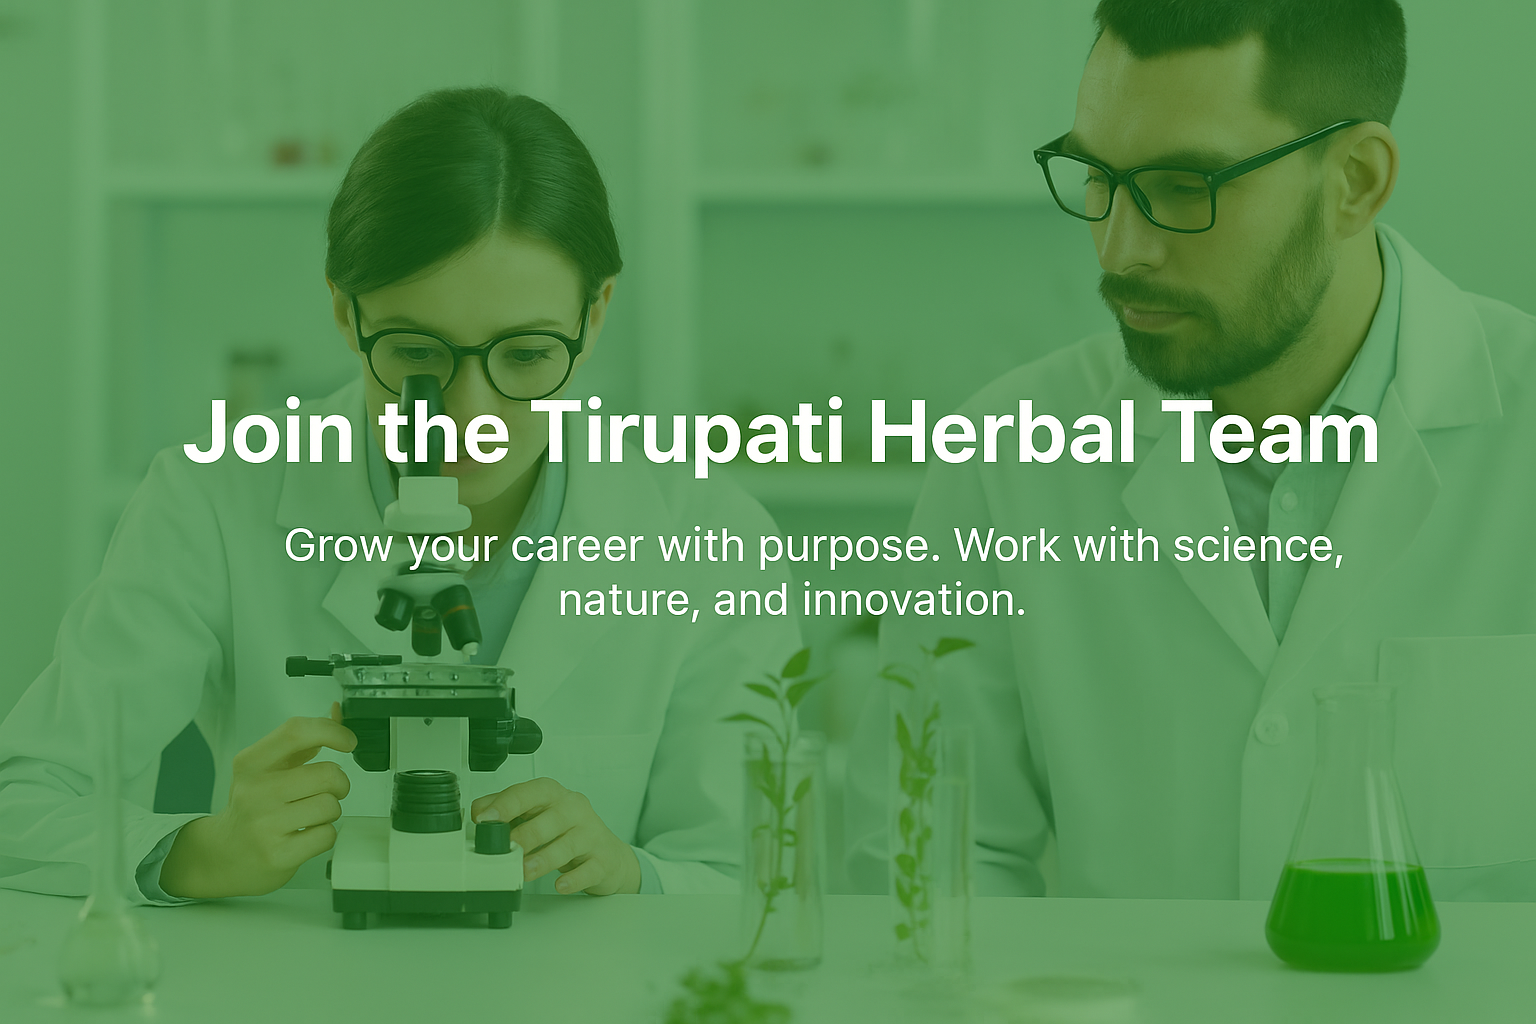 Join the Tirupati Herbal Team
Grow your career with purpose. Work with science,
nature, and innovation.